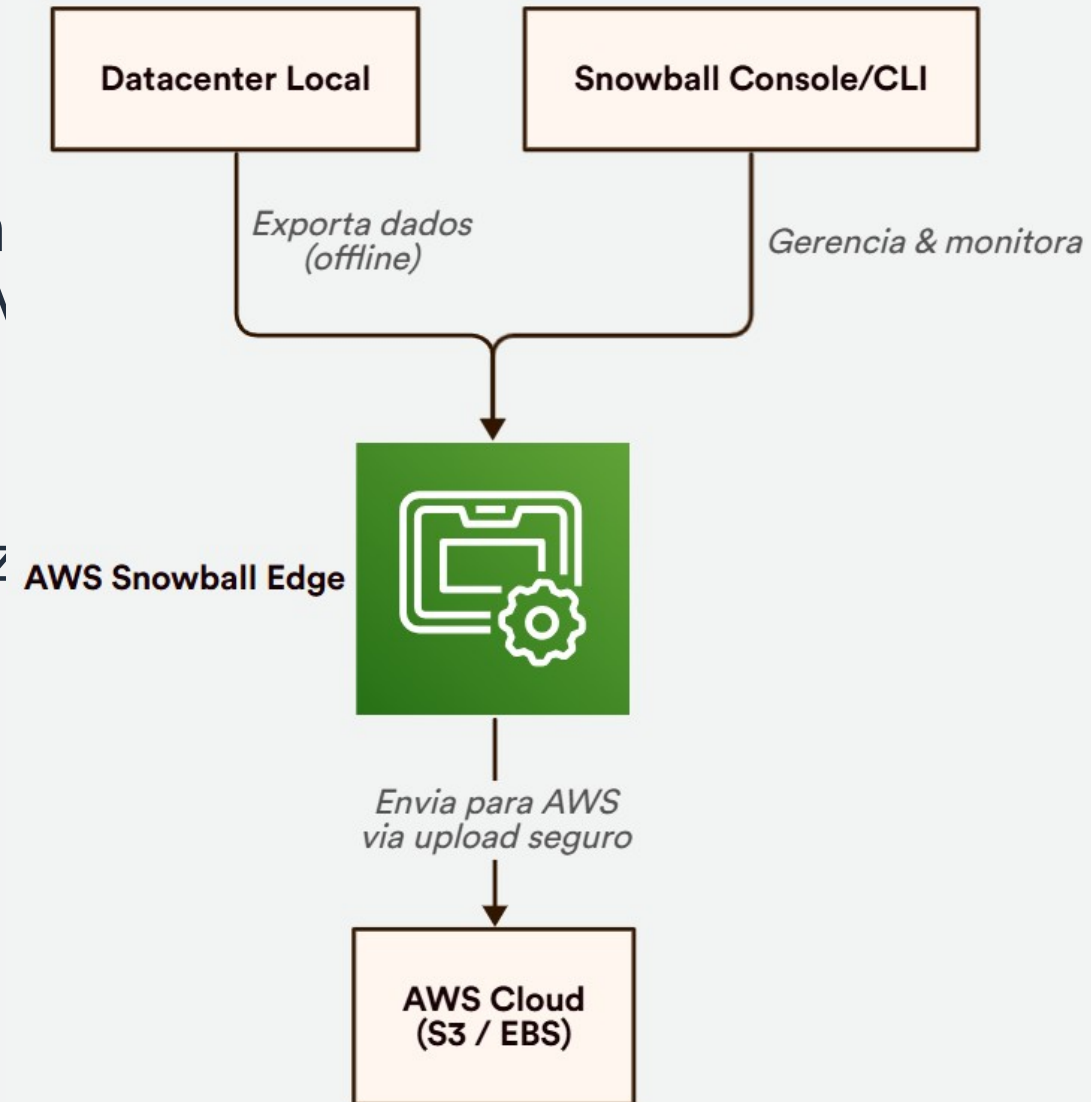 Datacenter Local
Snowball Console/CLI
Exporta dados
(offline)
Gerencia & monitora
AWS Snowball Edge
Envia para AWS
via upload seguro
AWS Cloud
(S3 / EBS)